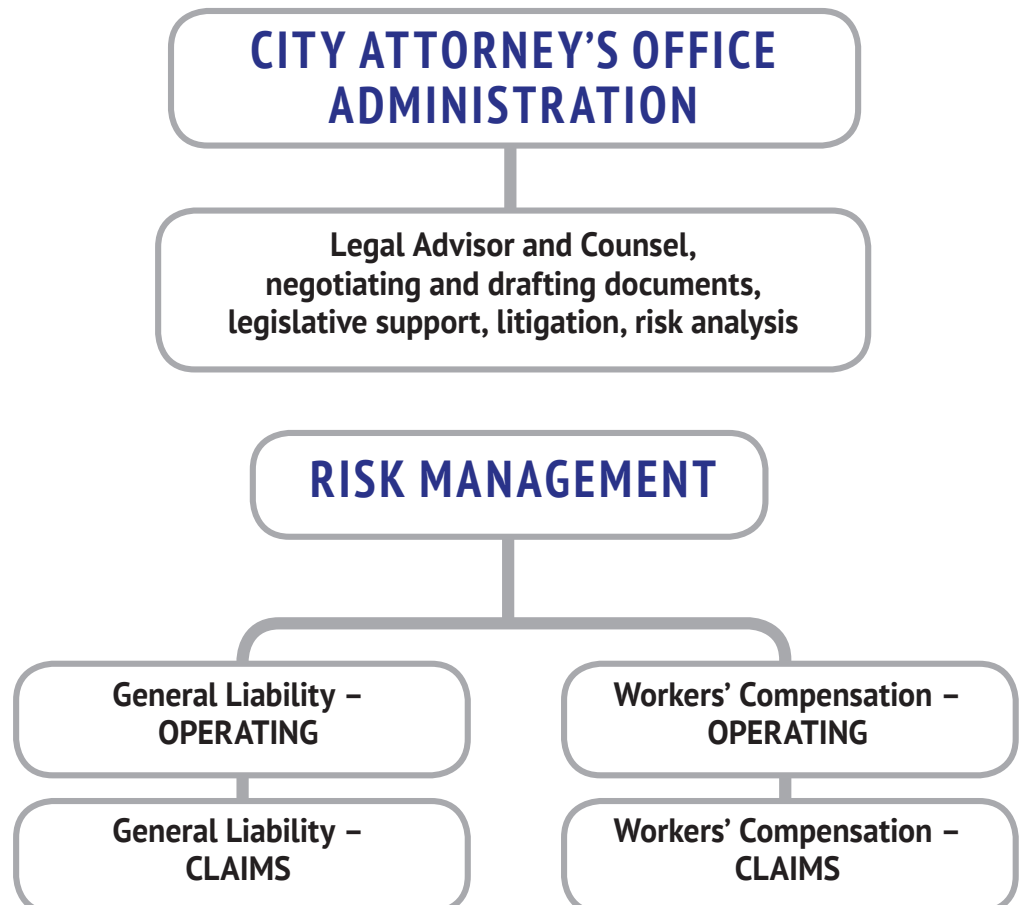 CITY ATTORNEY’S OFFICE
ADMINISTRATION
Legal Advisor and Counsel,
negotiating and drafting documents,
legislative support, litigation, risk analysis
RISK MANAGEMENT
General Liability –
OPERATING
Workers’ Compensation –
OPERATING
General Liability –
CLAIMS
Workers’ Compensation –
CLAIMS